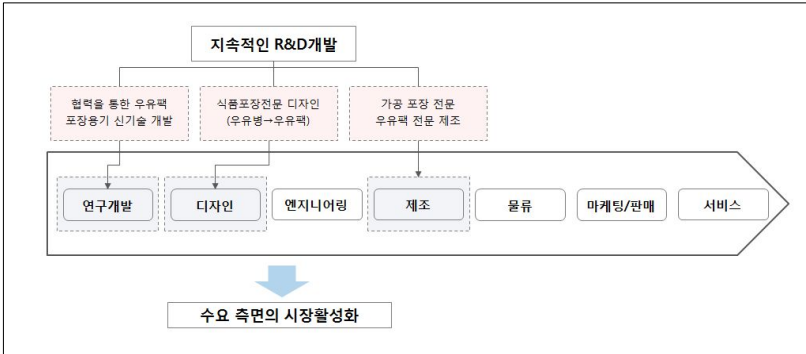 지속적인 R&D개발
협력을 통한 우유팩
포장용기 신기술 개발
식품포장전문 디자인
(우유병→우유팩)
가공 포장 전문
우유팩 전문 제조
연구개발
디자인
엔지니어링
제조
물류
마케팅/판매
서비스
수요 측면의 시장활성화